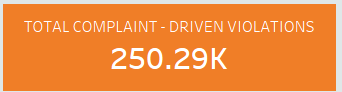 TOTAL COMPLAINT - DRIVEN VIOLATIONS
250.29K